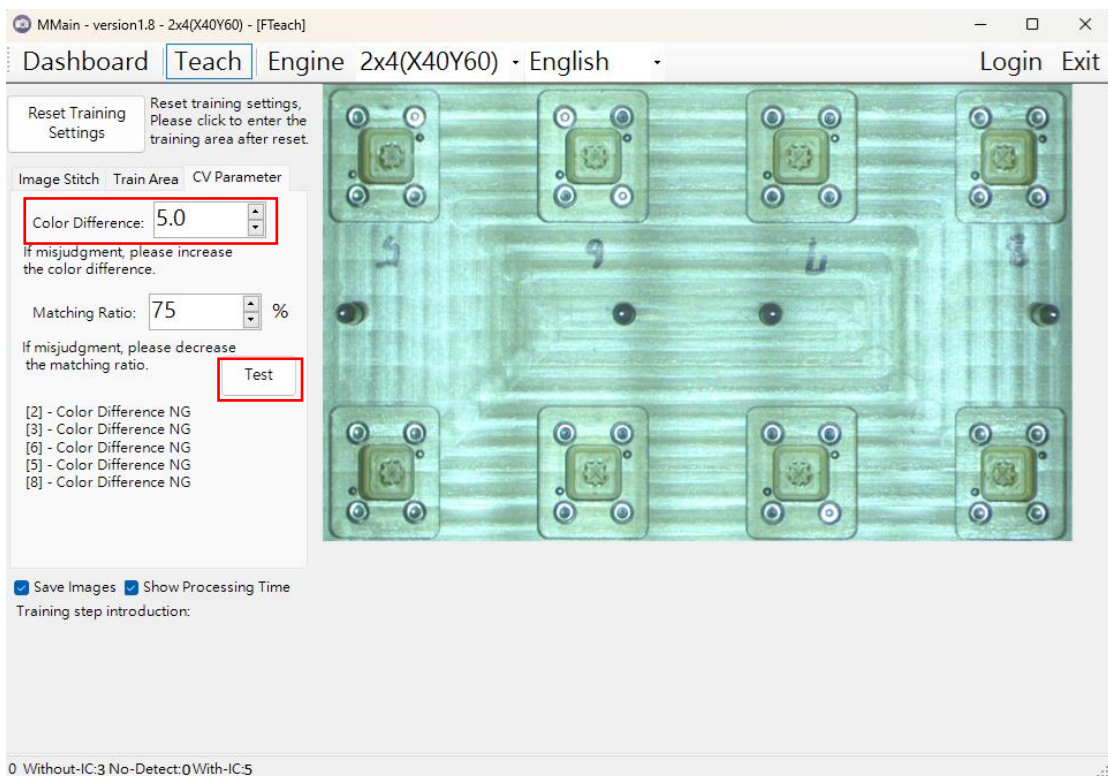 MMain - version1.8 - 2x4(X40Y60) - [FTeach]
Dashboard Teach Engine 2x4(X40Y60) English Login Exit
Reset Training
Settings
Reset training settings,
Please click to enter the
training area after reset.
Image Stitch Train Area CV Parameter
Color Difference: 5.0
If misjudgment, please increase
the color difference.
Matching Ratio: 75 %
If misjudgment, please decrease
the matching ratio.
Test
[2] - Color Difference NG
[3] - Color Difference NG
[6] - Color Difference NG
[5] - Color Difference NG
[8] - Color Difference NG
Save Images Show Processing Time
Training step introduction:
0 Without-IC:3 No-Detect:0 With-IC:5